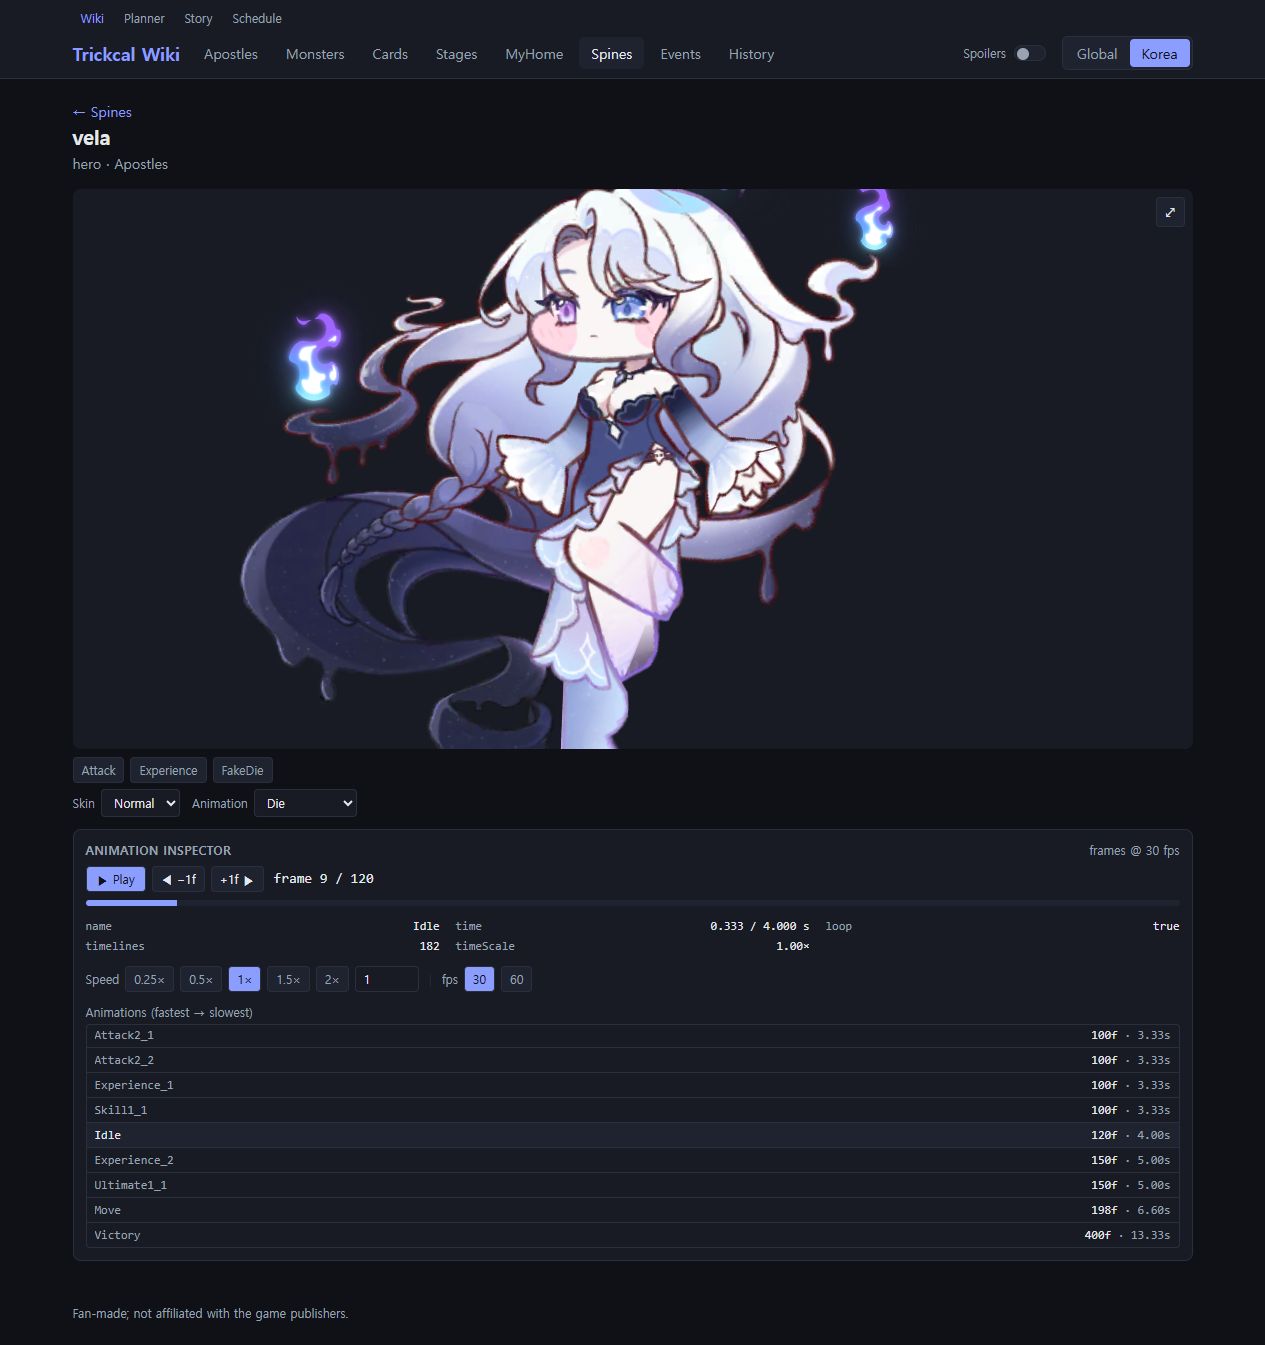 Wiki Planner Story Schedule
Trickcal Wiki Apostles Monsters Cards Stages MyHome Spines Events History Spoilers Global Korea
← Spines
vela
hero · Apostles
Attack Experience FakeDie
Skin Normal Animation Die
ANIMATION INSPECTOR frames @ 30 fps
▶ Play ◀ −1f +1f ▶ frame 9 / 120
name Idle time 0.333 / 4.000 s loop true
timelines 182 timeScale 1.00×
Speed 0.25× 0.5× 1× 1.5× 2× 1 fps 30 60
Animations (fastest → slowest)
Attack2_1 100f · 3.33s
Attack2_2 100f · 3.33s
Experience_1 100f · 3.33s
Skill1_1 100f · 3.33s
Idle 120f · 4.00s
Experience_2 150f · 5.00s
Ultimate1_1 150f · 5.00s
Move 198f · 6.60s
Victory 400f · 13.33s
Fan-made; not affiliated with the game publishers.